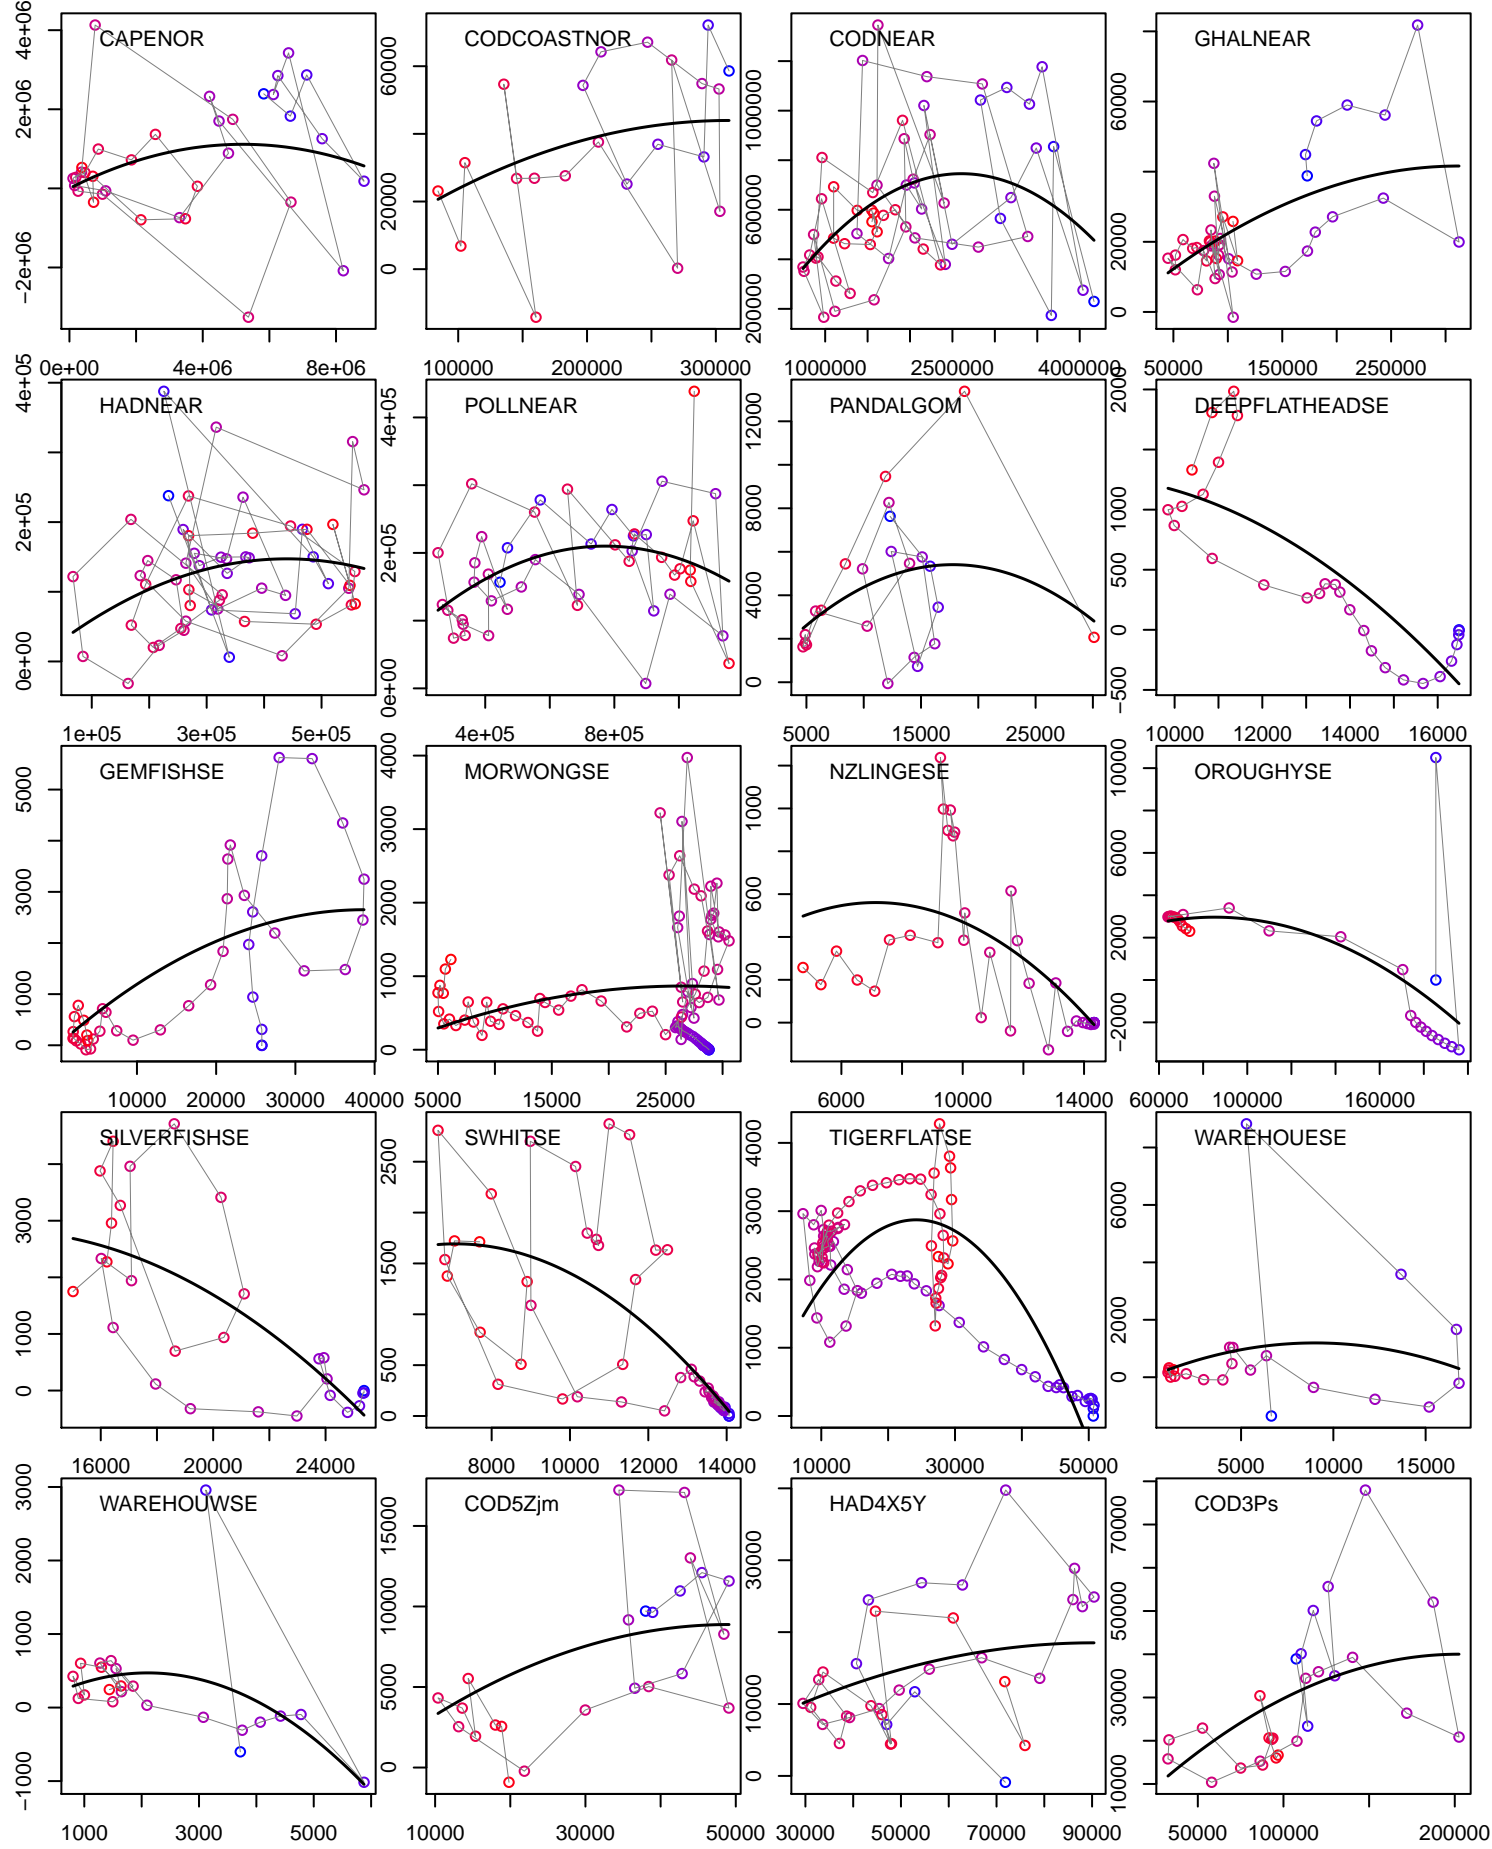 CAPENOR CODCOASTNOR CODNEAR GHALNEAR
−2e+06 2e+06 4e+06
0 20000 60000
200000 600000 1000000
0 20000 60000
0e+00 4e+06 8e+06
100000 200000 300000
1000000 2500000 4000000
50000 150000 250000
HADNEAR POLLNEAR PANDALGOM DEEPFLATHEADSE
0e+00 2e+05 4e+05
0e+00 2e+05 4e+05
0 4000 8000 12000
−500 0 500 1000 2000
1e+05 3e+05 5e+05
4e+05 8e+05
5000 15000 25000
10000 12000 14000 16000
GEMFISHSE MORWONGSE NZLINGESE OROUGHYSE
0 1000 3000 5000
0 1000 2000 3000 4000
0 200 600 1000
−2000 2000 6000 10000
10000 20000 30000 40000
5000 15000 25000
6000 10000 14000
60000 100000 160000
SILVERFISHSE SWHITSE TIGERFLATSE WAREHOUESE
0 1000 3000
0 500 1500 2500
0 1000 2000 3000 4000
0 2000 6000
16000 20000 24000
8000 10000 12000 14000
10000 30000 50000
5000 10000 15000
WAREHOUWSE COD5Zjm HAD4X5Y COD3Ps
−1000 0 1000 2000 3000
0 5000 10000 15000
0 10000 30000
10000 30000 50000 70000
1000 3000 5000
10000 30000 50000
30000 50000 70000 90000
50000 100000 200000